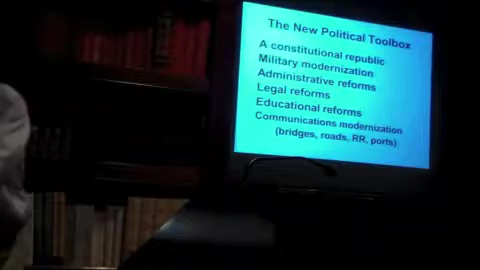 The New Political Toolbox
A constitutional republic
Military modernization
Administrative reforms
Legal reforms
Educational reforms
Communications modernization
(bridges, roads, RR, ports)